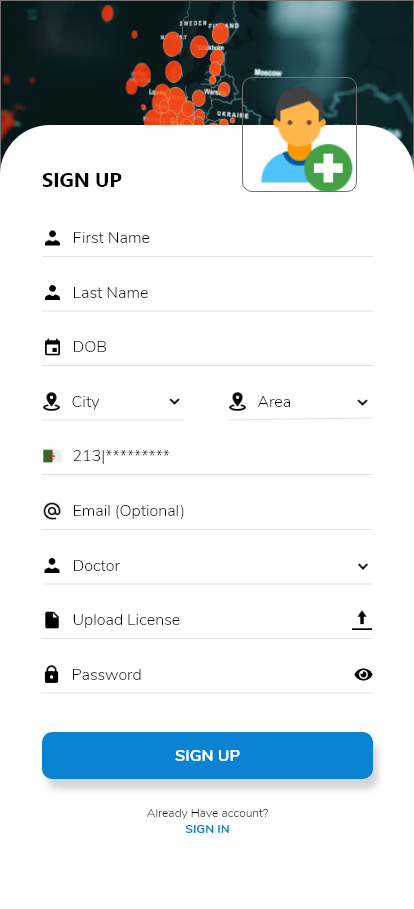 SWEDEN
Moscow
UKRAINE
SIGN UP
First Name
Last Name
DOB
City
Area
213|*********
Email (Optional)
Doctor
Upload License
Password
SIGN UP
Already Have account?
SIGN IN